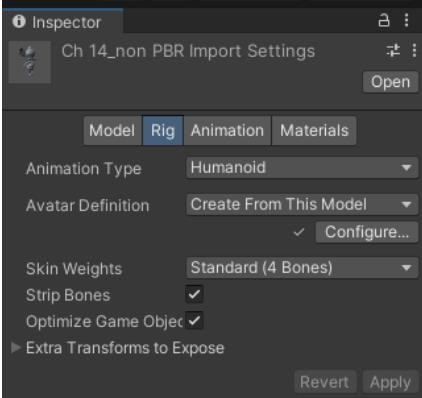 Inspector
Ch 14_non PBR Import Settings
Open
Model Rig Animation Materials
Animation Type Humanoid
Avatar Definition Create From This Model
Configure...
Skin Weights Standard (4 Bones)
Strip Bones
Optimize Game Objec
Extra Transforms to Expose
Revert Apply